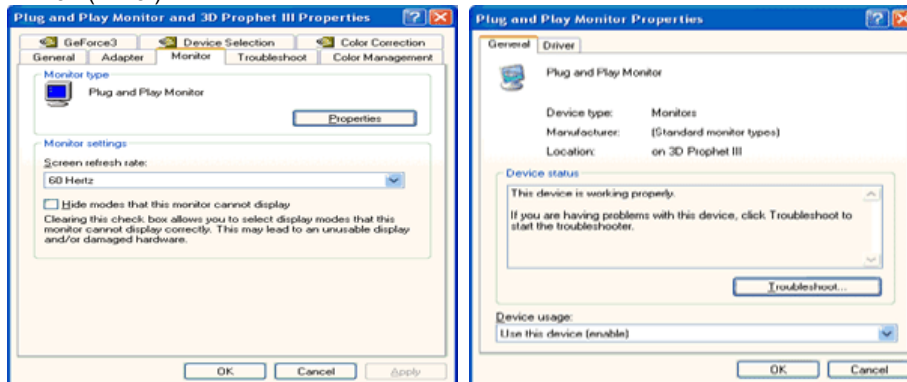 Plug and Play Monitor and 3D Prophet III Properties
GeForce3 Device Selection Color Correction
General Adapter Monitor Troubleshoot Color Management
Monitor type
Plug and Play Monitor
Properties
Monitor settings
Screen refresh rate:
60 Hertz
Hide modes that this monitor cannot display
Clearing this check box allows you to select display modes that this
monitor cannot display correctly. This may lead to an unusable display
and/or damaged hardware.
OK Cancel Apply
Plug and Play Monitor Properties
General Driver
Plug and Play Monitor
Device type: Monitors
Manufacturer: (Standard monitor types)
Location: on 3D Prophet III
Device status
This device is working properly.
If you are having problems with this device, click Troubleshoot to
start the troubleshooter.
Troubleshoot...
Device usage:
Use this device (enable)
OK Cancel